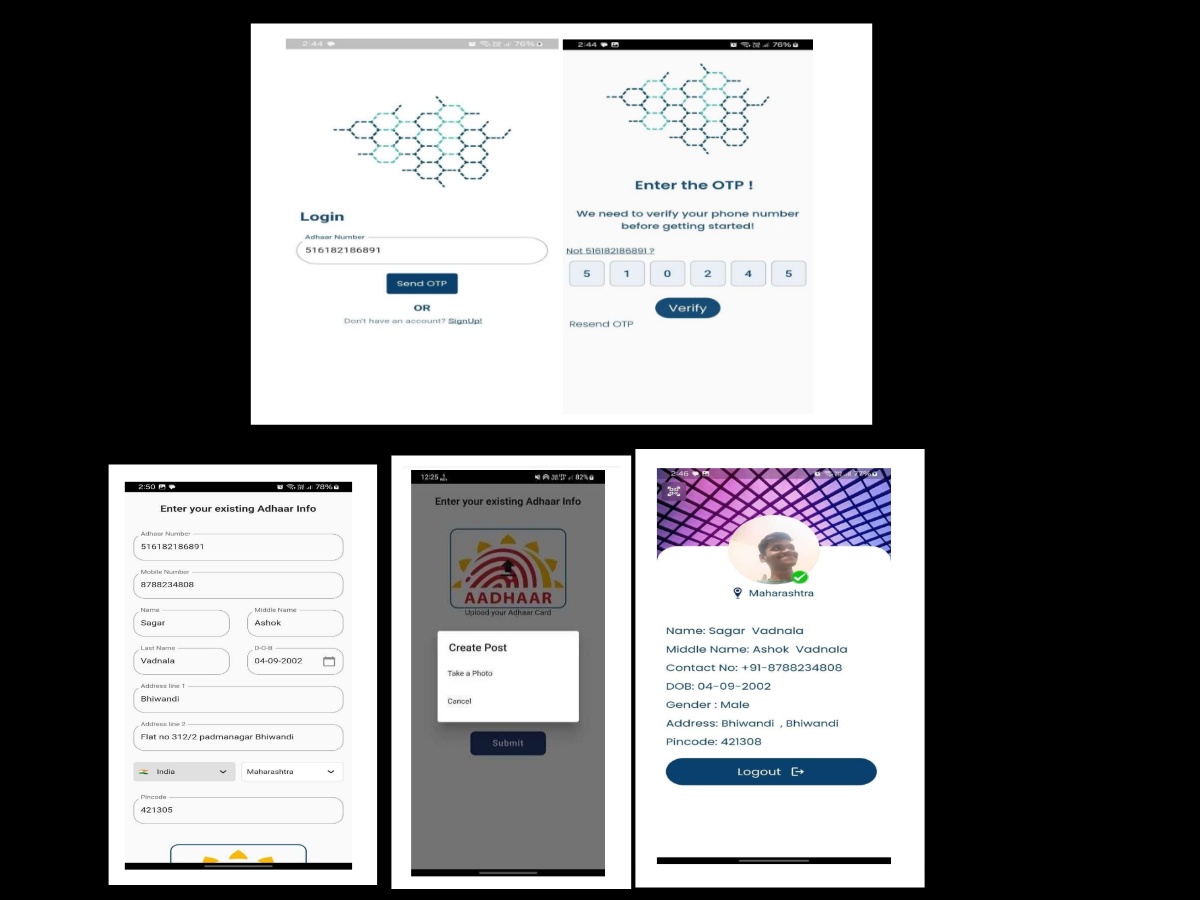 2:44
76%
Login
Adhaar Number
516182186891
Send OTP
OR
Don't have an account? SignUp!
2:44
76%
Enter the OTP !
We need to verify your phone number
before getting started!
Not 516182186891 ?
5 1 0 2 4 5
Verify
Resend OTP
2:50
78%
Enter your existing Adhaar Info
Adhaar Number
516182186891
Mobile Number
8788234808
Name
Sagar
Middle Name
Ashok
Last Name
Vadnala
D-O-B
04-09-2002
Address line 1
Bhiwandi
Address line 2
Flat no 312/2 padmanagar Bhiwandi
India
Maharashtra
Pincode
421305
12:25
82%
Enter your existing Adhaar Info
AADHAAR
Upload your Adhaar Card
Create Post
Take a Photo
Cancel
Submit
2:46
77%
Maharashtra
Name: Sagar Vadnala
Middle Name: Ashok Vadnala
Contact No: +91-8788234808
DOB: 04-09-2002
Gender : Male
Address: Bhiwandi , Bhiwandi
Pincode: 421308
Logout